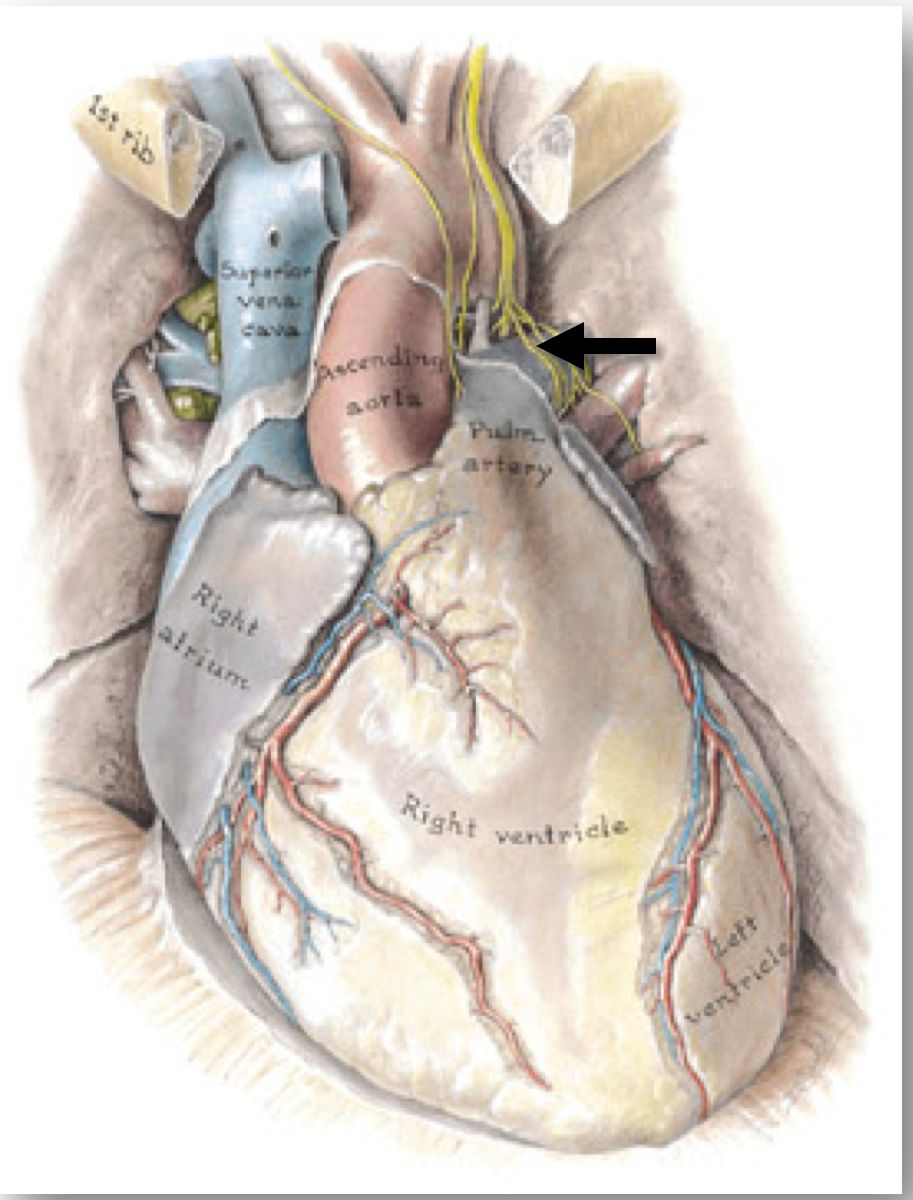 1st rib
Superior
vena
cava
Ascending
aorta
Pulm.
artery
Right
atrium
Right ventricle
Left
ventricle